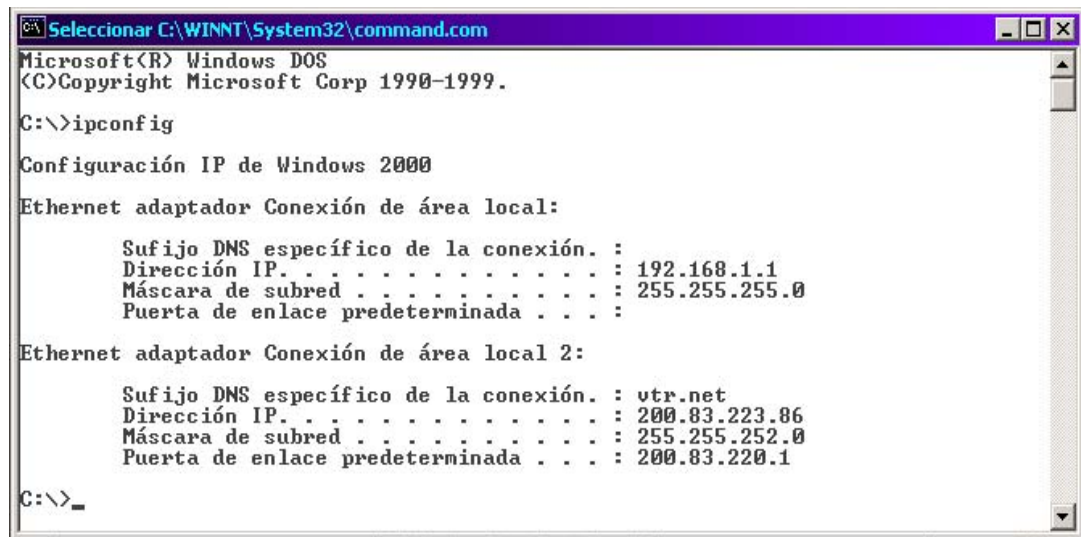 Seleccionar C:\WINNT\System32\command.com
Microsoft(R) Windows DOS
(C)Copyright Microsoft Corp 1990-1999.
C:\>ipconfig
Configuración IP de Windows 2000
Ethernet adaptador Conexión de área local:
Sufijo DNS específico de la conexión. :
Dirección IP. . . . . . . . . . . . . : 192.168.1.1
Máscara de subred . . . . . . . . . . : 255.255.255.0
Puerta de enlace predeterminada . . . :
Ethernet adaptador Conexión de área local 2:
Sufijo DNS específico de la conexión. : vtr.net
Dirección IP. . . . . . . . . . . . . : 200.83.223.86
Máscara de subred . . . . . . . . . . : 255.255.252.0
Puerta de enlace predeterminada . . . : 200.83.220.1
C:\>_